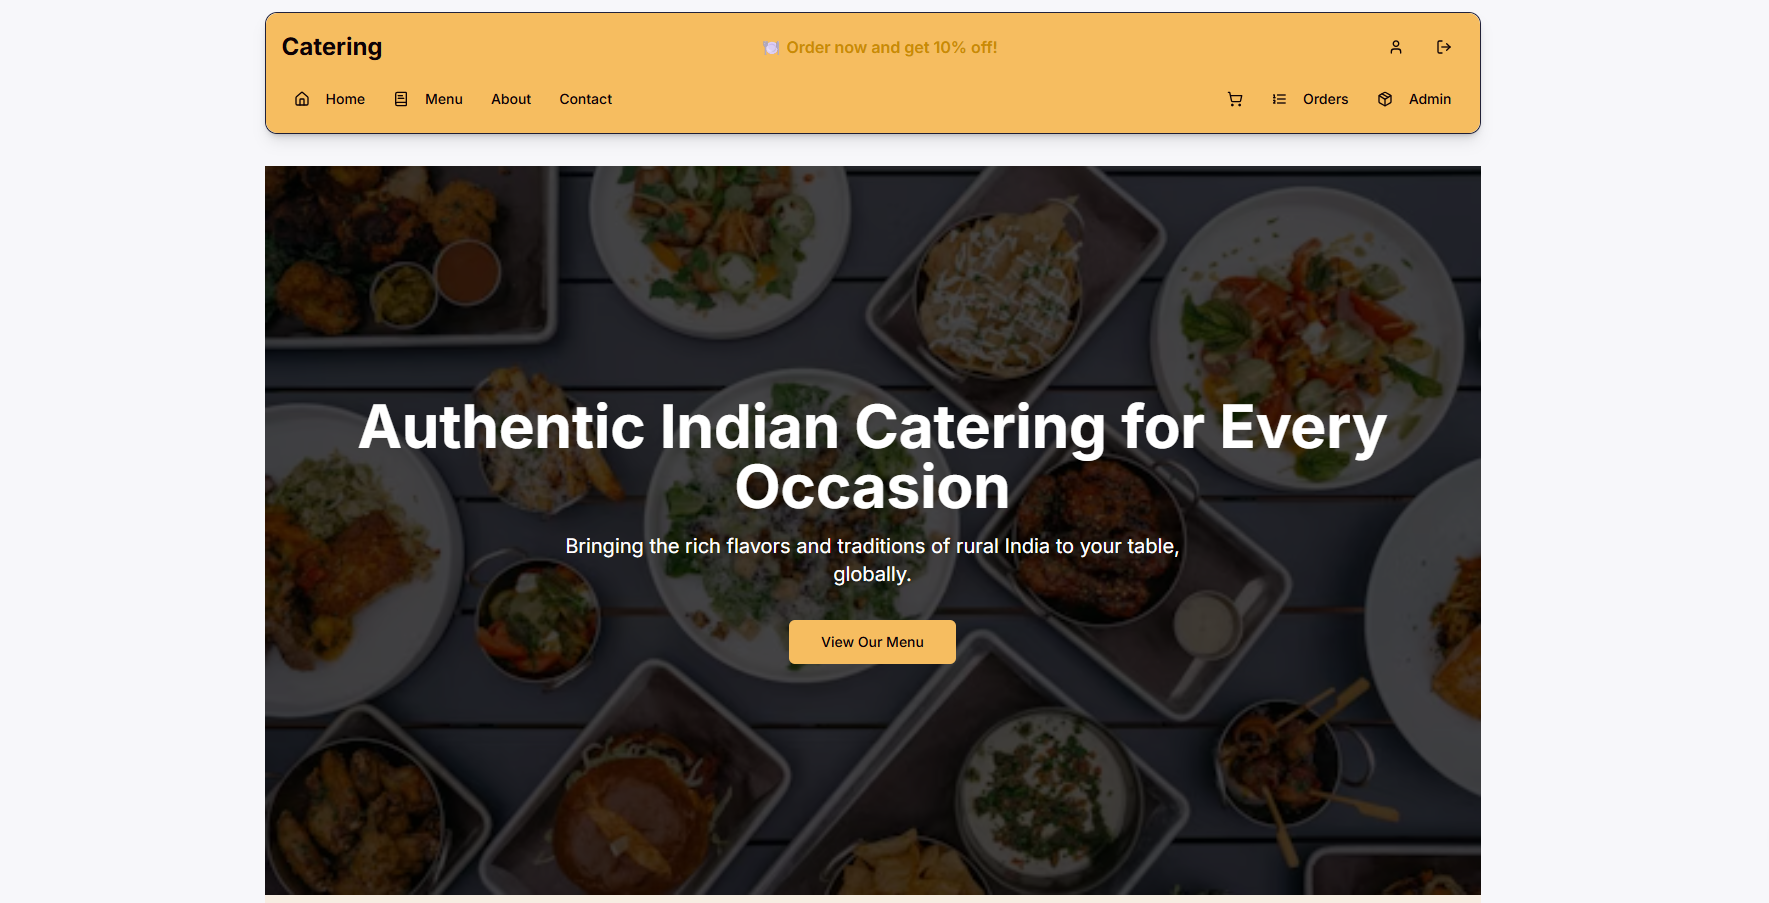 Catering
Order now and get 10% off!
Home Menu About Contact
Orders Admin
Authentic Indian Catering for Every
Occasion
Bringing the rich flavors and traditions of rural India to your table,
globally.
View Our Menu